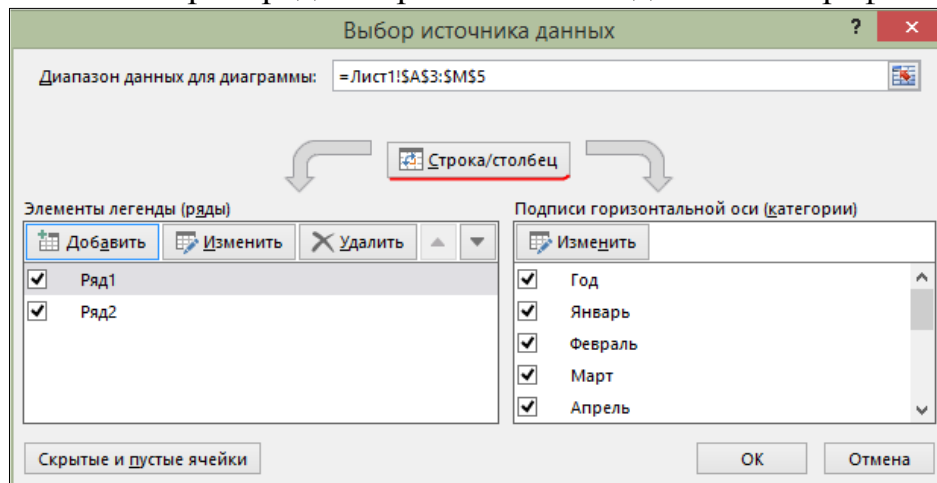 Выбор источника данных ? ×
Диапазон данных для диаграммы: =Лист1!$A$3:$M$5
Строка/столбец
Элементы легенды (ряды)
Подписи горизонтальной оси (категории)
Добавить Изменить Удалить
Изменить
Ряд1
Ряд2
Год
Январь
Февраль
Март
Апрель
Скрытые и пустые ячейки
ОК Отмена